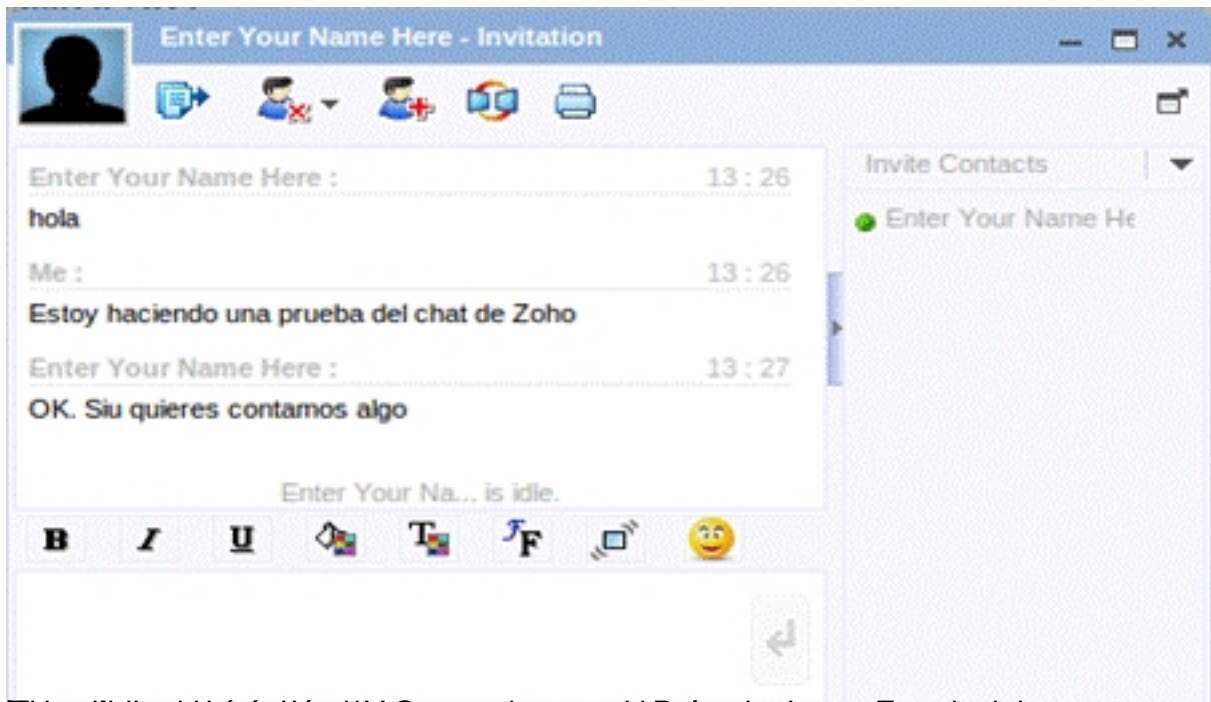 Enter Your Name Here - Invitation
Enter Your Name Here : 13 : 26
hola
Me : 13 : 26
Estoy haciendo una prueba del chat de Zoho
Enter Your Name Here : 13 : 27
OK. Siu quieres contamos algo
Enter Your Na... is idle.
B I U
Invite Contacts
Enter Your Name He